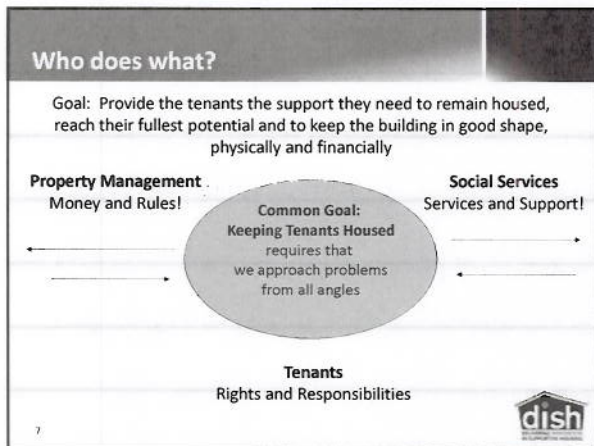 Who does what?
Goal: Provide the tenants the support they need to remain housed,
reach their fullest potential and to keep the building in good shape,
physically and financially
Property Management
Money and Rules!
Social Services
Services and Support!
Common Goal:
Keeping Tenants Housed
requires that
we approach problems
from all angles
Tenants
Rights and Responsibilities
7
dish